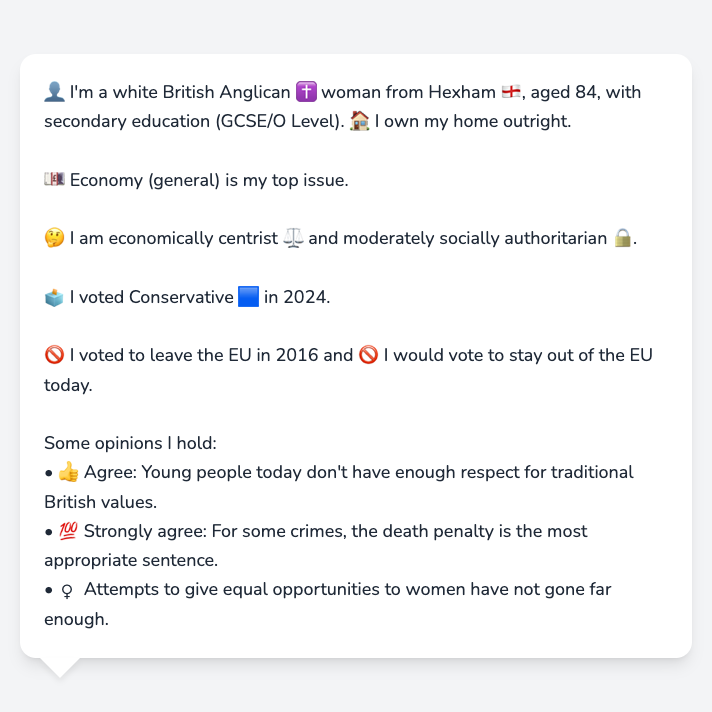 👤 I'm a white British Anglican ✝️ woman from Hexham 🏴󠁧󠁢󠁥󠁮󠁧󠁿, aged 84, with
secondary education (GCSE/O Level). 🏠 I own my home outright.
💷 Economy (general) is my top issue.
🤔 I am economically centrist ⚖️ and moderately socially authoritarian 🔒.
🗳️ I voted Conservative 🟦 in 2024.
🚫 I voted to leave the EU in 2016 and 🚫 I would vote to stay out of the EU
today.
Some opinions I hold:
• 👍 Agree: Young people today don't have enough respect for traditional
British values.
• 💯 Strongly agree: For some crimes, the death penalty is the most
appropriate sentence.
• ♀ Attempts to give equal opportunities to women have not gone far
enough.